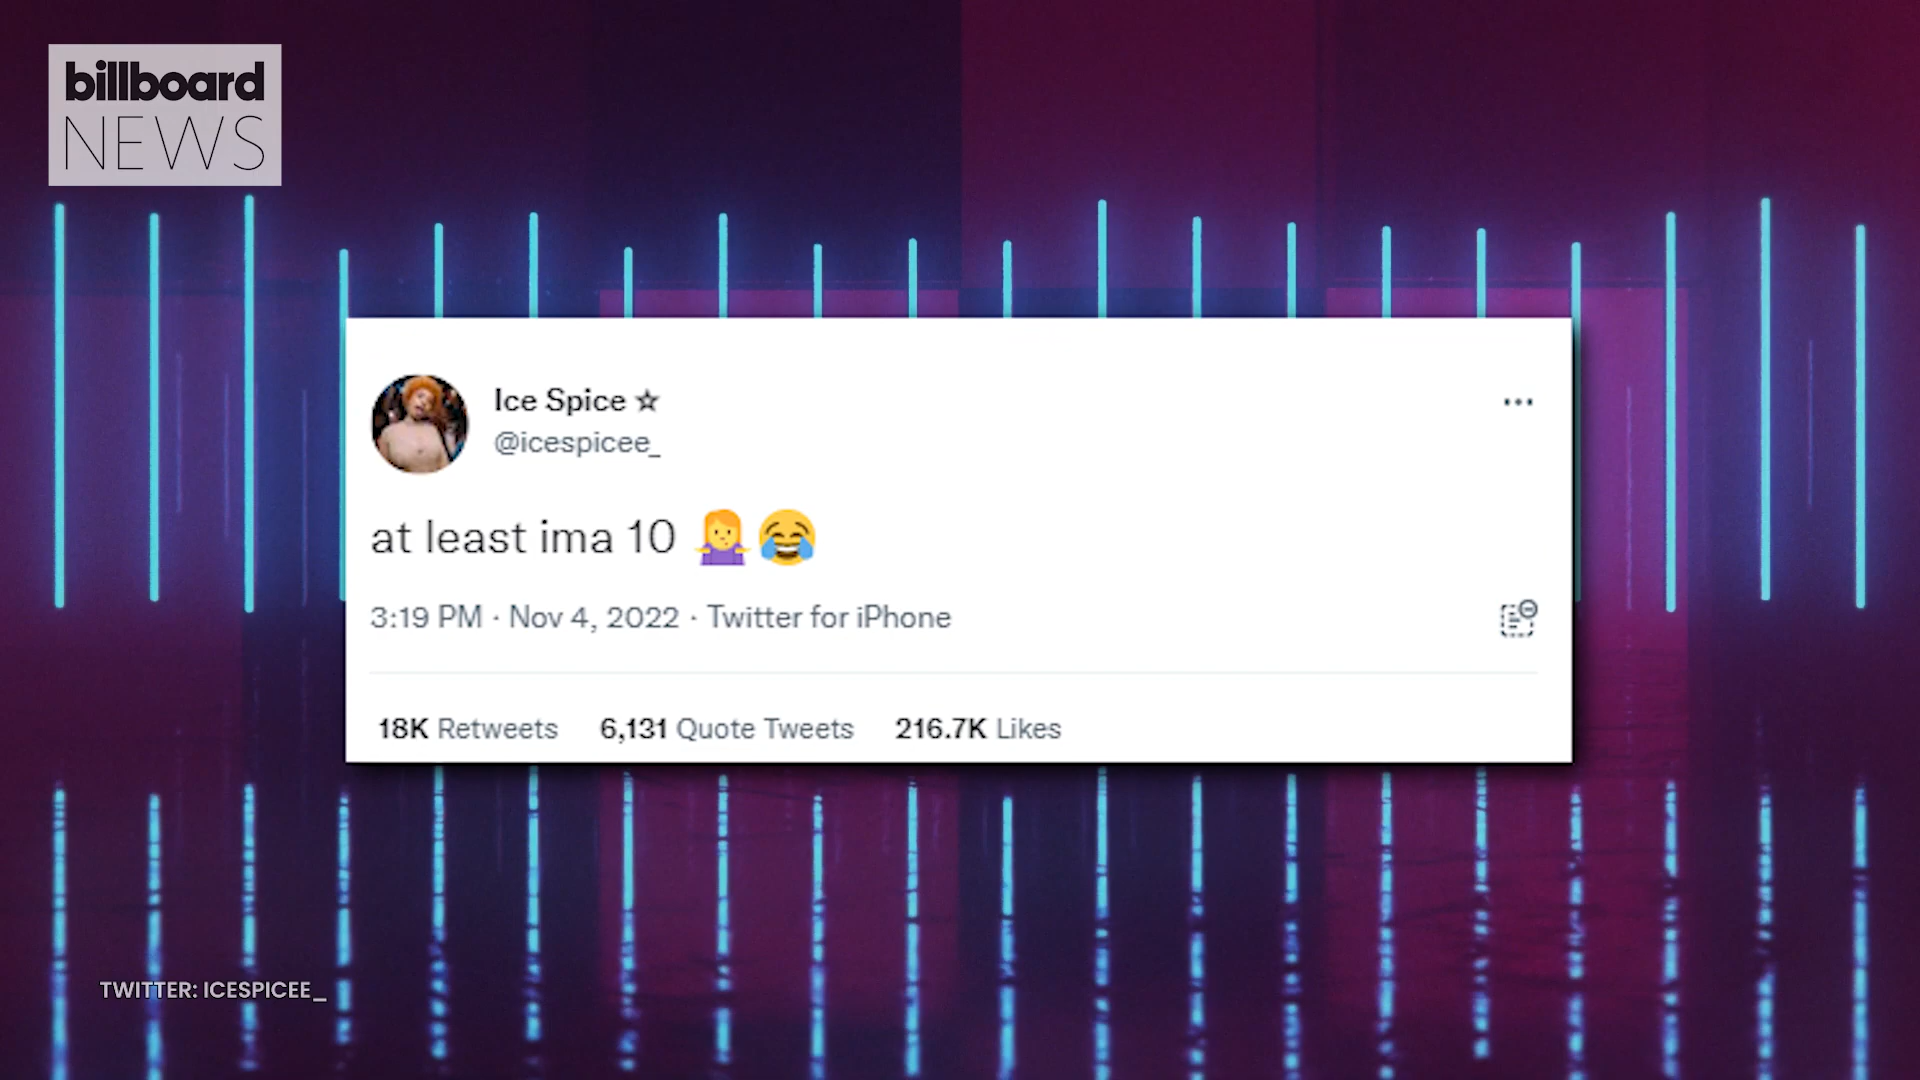 billboard
NEWS
Ice Spice ☆
@icespicee_
at least ima 10 🤷‍♀️😂
3:19 PM · Nov 4, 2022 · Twitter for iPhone
18K Retweets 6,131 Quote Tweets 216.7K Likes
TWITTER: ICESPICEE_